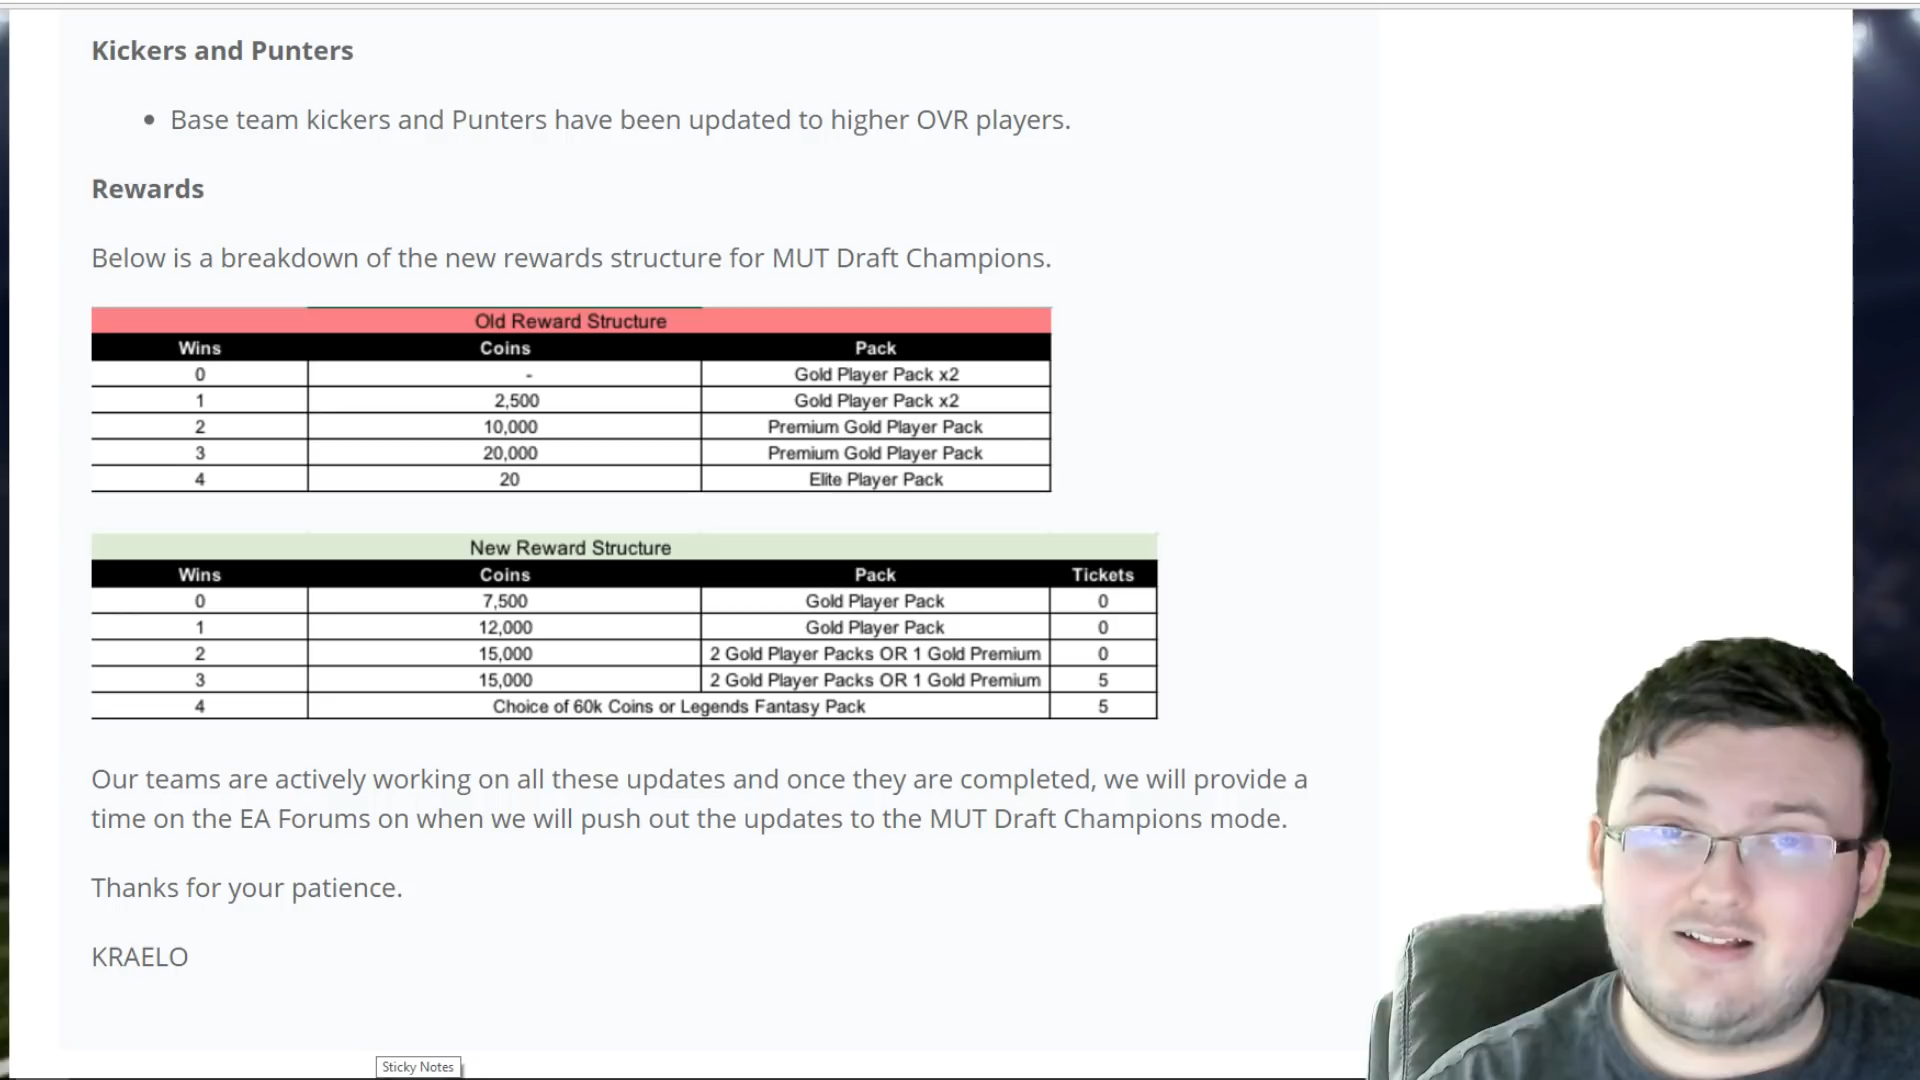 Kickers and Punters
• Base team kickers and Punters have been updated to higher OVR players.
Rewards
Below is a breakdown of the new rewards structure for MUT Draft Champions.
Old Reward Structure
Wins Coins Pack
0 - Gold Player Pack x2
1 2,500 Gold Player Pack x2
2 10,000 Premium Gold Player Pack
3 20,000 Premium Gold Player Pack
4 20 Elite Player Pack
New Reward Structure
Wins Coins Pack Tickets
0 7,500 Gold Player Pack 0
1 12,000 Gold Player Pack 0
2 15,000 2 Gold Player Packs OR 1 Gold Premium 0
3 15,000 2 Gold Player Packs OR 1 Gold Premium 5
4 Choice of 60k Coins or Legends Fantasy Pack 5
Our teams are actively working on all these updates and once they are completed, we will provide a
time on the EA Forums on when we will push out the updates to the MUT Draft Champions mode.
Thanks for your patience.
KRAELO
Sticky Notes